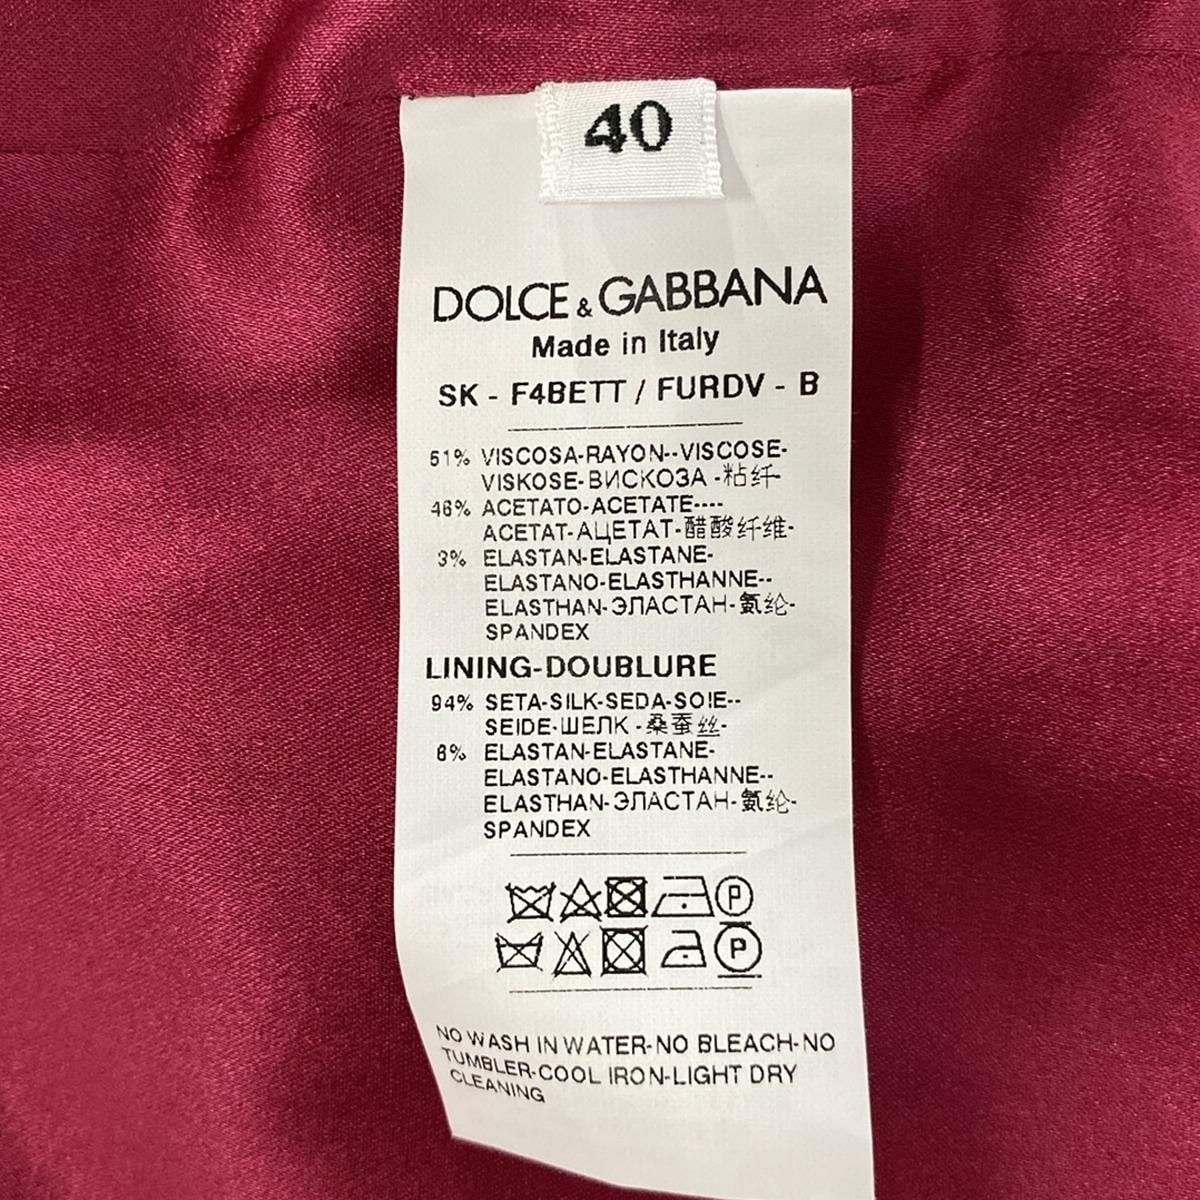 40
DOLCE & GABBANA
Made in Italy
SK - F4BETT / FURDV - B
51% VISCOSA-RAYON--VISCOSE-
VISKOSE-ВИСКОЗА -粘纤-
46% ACETATO-ACETATE----
ACETAT-АЦЕТАТ-醋酸纤维-
3% ELASTAN-ELASTANE-
ELASTANO-ELASTHANNE--
ELASTHAN-ЭЛАСТАН-氨纶-
SPANDEX
LINING-DOUBLURE
94% SETA-SILK-SEDA-SOIE--
SEIDE-ШЕЛК -桑蚕丝-
6% ELASTAN-ELASTANE-
ELASTANO-ELASTHANNE--
ELASTHAN-ЭЛАСТАН-氨纶-
SPANDEX
P
P
NO WASH IN WATER-NO BLEACH-NO
TUMBLER-COOL IRON-LIGHT DRY
CLEANING